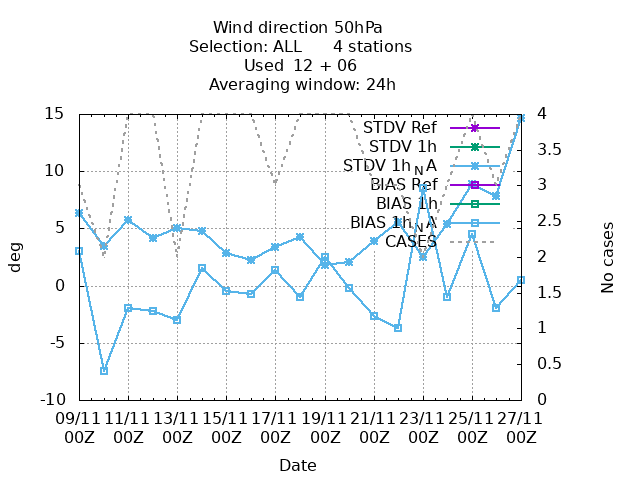 Wind direction 50hPa
Selection: ALL 4 stations
Used 12 + 06
Averaging window: 24h
15
10
5
0
-5
-10
deg
4
3.5
3
2.5
2
1.5
1
0.5
0
No cases
STDV Ref
STDV 1h
STDV 1h_NA
BIAS Ref
BIAS 1h
BIAS 1h_NA
CASES
09/11 11/11 13/11 15/11 17/11 19/11 21/11 23/11 25/11 27/11
00Z 00Z 00Z 00Z 00Z 00Z 00Z 00Z 00Z 00Z
Date